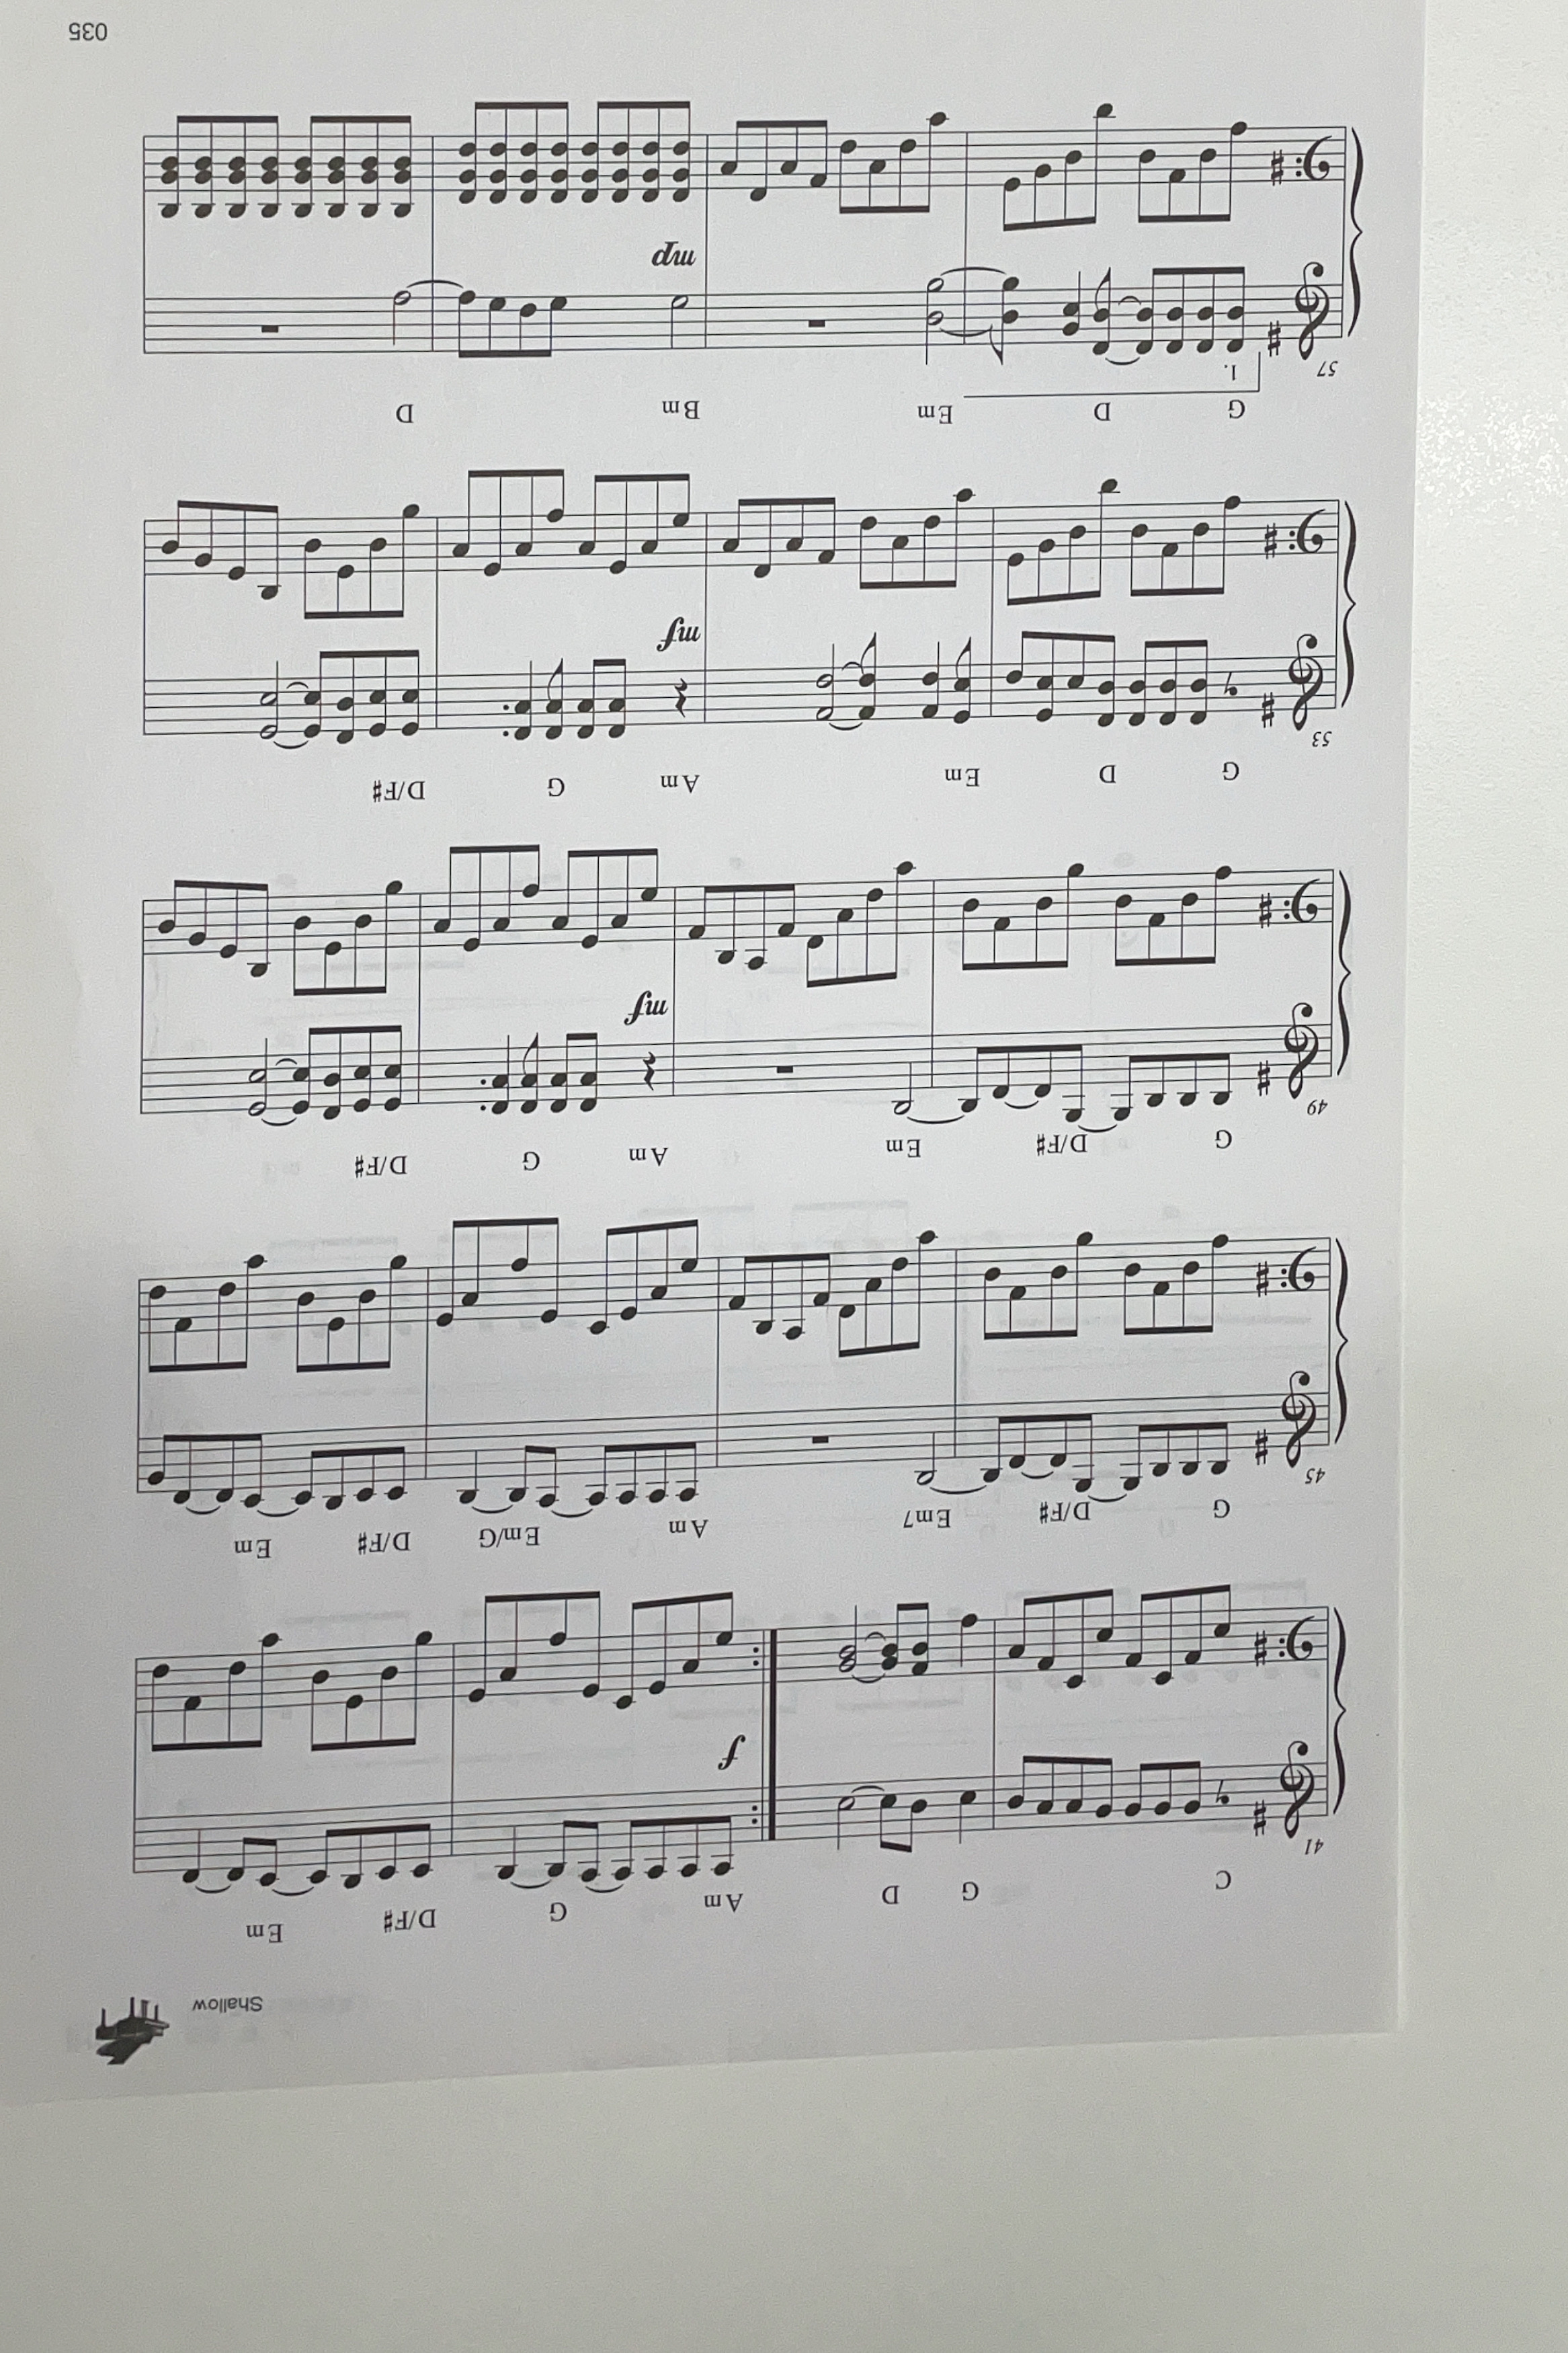 Shallow
C G D Am G D/F# Em
41
f
G D/F# Em7 Am Em/G D/F# Em
45
G D/F# Em Am G D/F#
49
mf
G D Em Am G D/F#
53
mf
G D Em Bm D
1.
57
mp
035